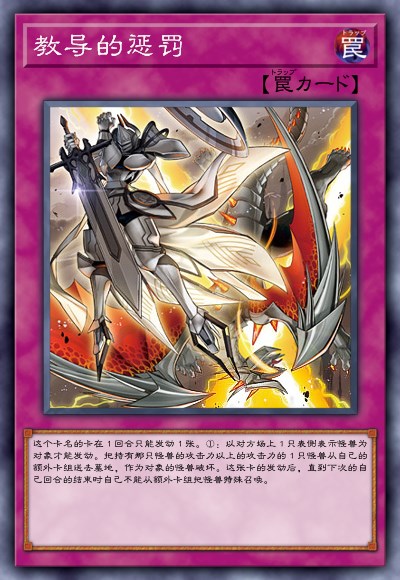 教导的惩罚
トラップ
罠
トラップ
【罠カード】
这个卡名的卡在1回合只能发动1张。①：以对方场上1只表侧表示怪兽为
对象才能发动。把持有那只怪兽的攻击力以上的攻击力的1只怪兽从自己的
额外卡组送去墓地，作为对象的怪兽破坏。这张卡的发动后，直到下次的自
己回合的结束时自己不能从额外卡组把怪兽特殊召唤。